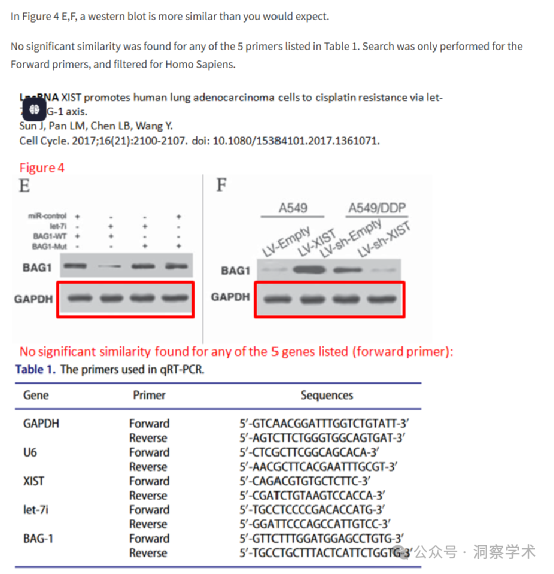 In Figure 4 E,F, a western blot is more similar than you would expect.
No significant similarity was found for any of the 5 primers listed in Table 1. Search was only performed for the
Forward primers, and filtered for Homo Sapiens.
XIST promotes human lung adenocarcinoma cells to cisplatin resistance via let-
G-1 axis.
Sun J, Pan LM, Chen LB, Wang Y.
Cell Cycle. 2017;16(21):2100-2107. doi: 10.1080/15384101.2017.1361071.
Figure 4
E
F
miR-control + - - +
let-7i - + + -
BAG1-WT + + - -
BAG1-Mut - - + +
BAG1
GAPDH
A549 A549/DDP
LV-Empty LV-XIST LV-sh-Empty LV-sh-XIST
BAG1
GAPDH
No significant similarity found for any of the 5 genes listed (forward primer):
Table 1. The primers used in qRT-PCR.
Gene Primer Sequences
GAPDH Forward 5′-GTCAACGGATTTGGTCTGTATT-3′
Reverse 5′-AGTCTTCTGGGTGGCAGTGAT-3′
U6 Forward 5′-CTCGCTTCGGCAGCACA-3′
Reverse 5′-AACGCTTCACGAATTTGCGT-3′
XIST Forward 5′-CAGACGTGTGCTCTTC-3′
Reverse 5′-CGATCTGTAAGTCCACCA-3′
let-7i Forward 5′-TGCCTCCCCGACACCATG-3′
Reverse 5′-GGATTCCCAGCCATTGTCC-3′
BAG-1 Forward 5′-GTTCTTTGGATGGAGCCTGTG-3′
Reverse 5′-TGCCTGCTTTACTCATTCTGGTG-3′
公众号 · 洞察学术